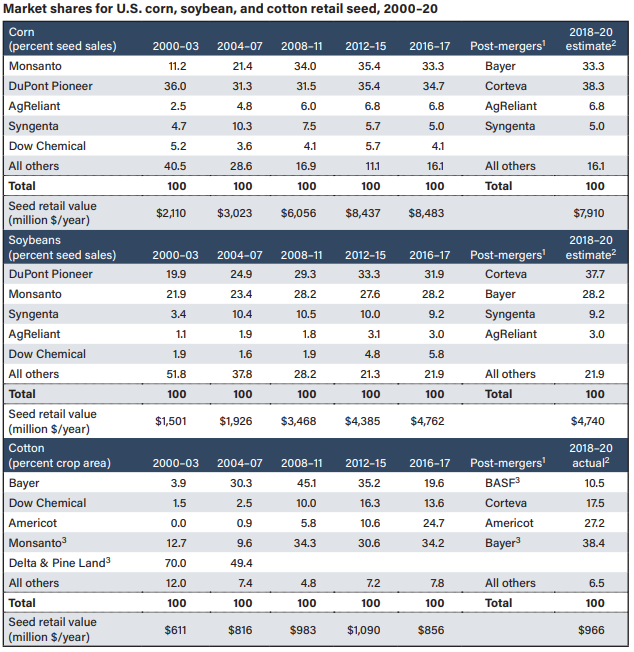 Market shares for U.S. corn, soybean, and cotton retail seed, 2000–20
Corn 2018–20
(percent seed sales) 2000–03 2004–07 2008–11 2012–15 2016–17 Post-mergers¹ estimate²
Monsanto 11.2 21.4 34.0 35.4 33.3 Bayer 33.3
DuPont Pioneer 36.0 31.3 31.5 35.4 34.7 Corteva 38.3
AgReliant 2.5 4.8 6.0 6.8 6.8 AgReliant 6.8
Syngenta 4.7 10.3 7.5 5.7 5.0 Syngenta 5.0
Dow Chemical 5.2 3.6 4.1 5.7 4.1
All others 40.5 28.6 16.9 11.1 16.1 All others 16.1
Total 100 100 100 100 100 Total 100
Seed retail value
(million $/year) $2,110 $3,023 $6,056 $8,437 $8,483 $7,910
Soybeans 2018–20
(percent seed sales) 2000–03 2004–07 2008–11 2012–15 2016–17 Post-mergers¹ estimate²
DuPont Pioneer 19.9 24.9 29.3 33.3 31.9 Corteva 37.7
Monsanto 21.9 23.4 28.2 27.6 28.2 Bayer 28.2
Syngenta 3.4 10.4 10.5 10.0 9.2 Syngenta 9.2
AgReliant 1.1 1.9 1.8 3.1 3.0 AgReliant 3.0
Dow Chemical 1.9 1.6 1.9 4.8 5.8
All others 51.8 37.8 28.2 21.3 21.9 All others 21.9
Total 100 100 100 100 100 Total 100
Seed retail value
(million $/year) $1,501 $1,926 $3,468 $4,385 $4,762 $4,740
Cotton 2018–20
(percent crop area) 2000–03 2004–07 2008–11 2012–15 2016–17 Post-mergers¹ actual²
Bayer 3.9 30.3 45.1 35.2 19.6 BASF³ 10.5
Dow Chemical 1.5 2.5 10.0 16.3 13.6 Corteva 17.5
Americot 0.0 0.9 5.8 10.6 24.7 Americot 27.2
Monsanto³ 12.7 9.6 34.3 30.6 34.2 Bayer³ 38.4
Delta & Pine Land³ 70.0 49.4
All others 12.0 7.4 4.8 7.2 7.8 All others 6.5
Total 100 100 100 100 100 Total 100
Seed retail value
(million $/year) $611 $816 $983 $1,090 $856 $966